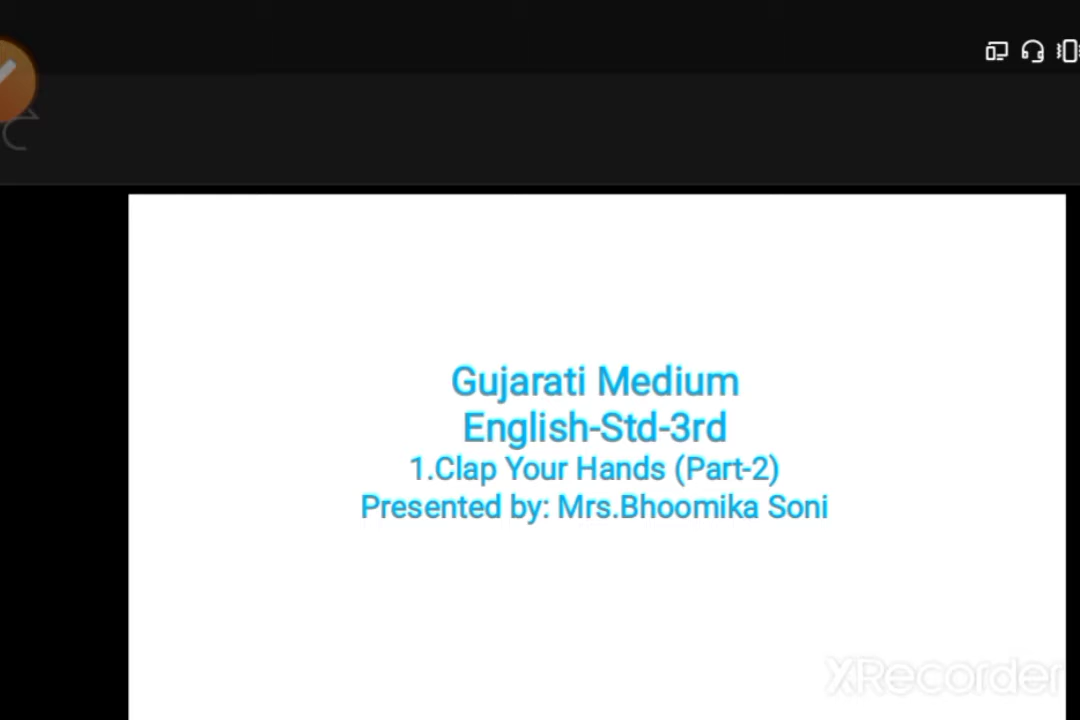 Gujarati Medium
English-Std-3rd
1.Clap Your Hands (Part-2)
Presented by: Mrs.Bhoomika Soni
XRecorder